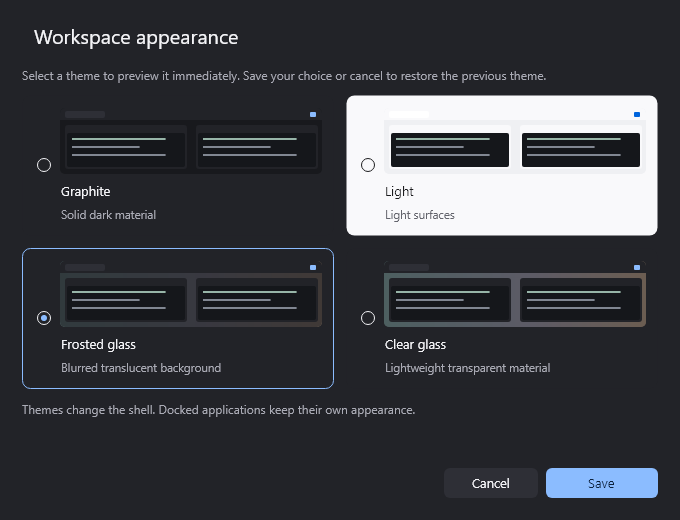 Workspace appearance
Select a theme to preview it immediately. Save your choice or cancel to restore the previous theme.
Graphite
Solid dark material
Light
Light surfaces
Frosted glass
Blurred translucent background
Clear glass
Lightweight transparent material
Themes change the shell. Docked applications keep their own appearance.
Cancel
Save